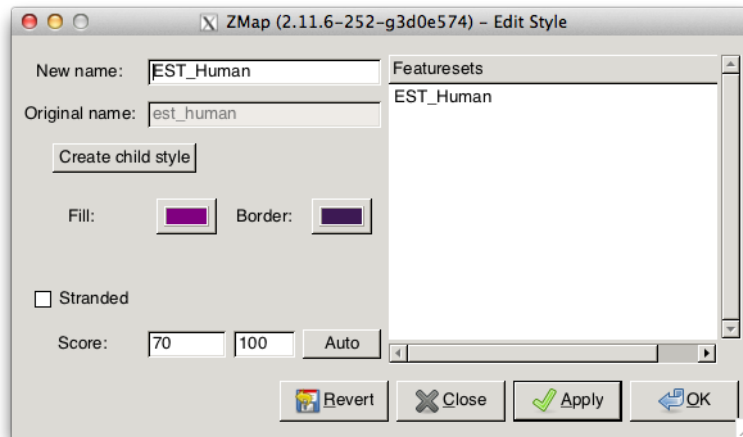 ZMap (2.11.6-252-g3d0e574) – Edit Style
New name: EST_Human
Original name: est_human
Create child style
Fill: Border:
Stranded
Score: 70 100 Auto
Featuresets
EST_Human
Revert Close Apply OK